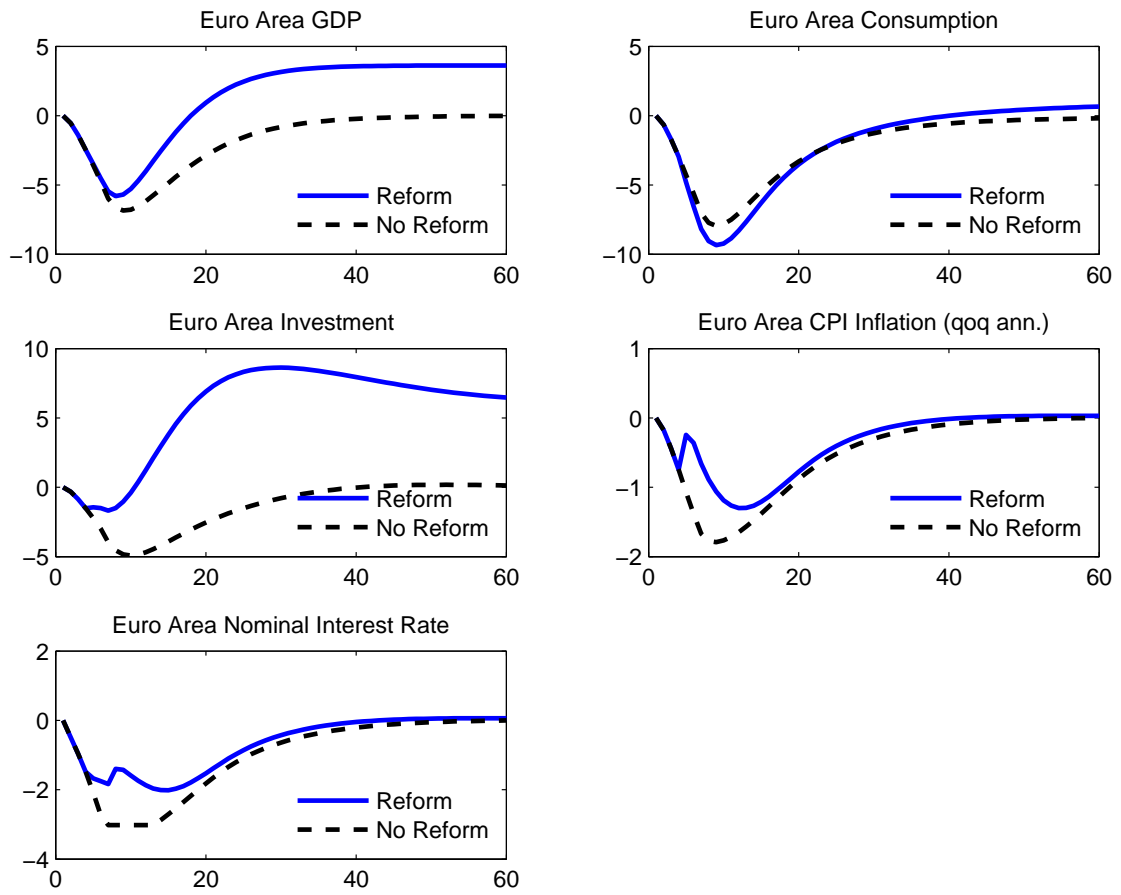 Euro Area GDP
5
0
−5
−10
0
20
40
60
Reform
No Reform
Euro Area Consumption
5
0
−5
−10
0
20
40
60
Reform
No Reform
Euro Area Investment
10
5
0
−5
0
20
40
60
Reform
No Reform
Euro Area CPI Inflation (qoq ann.)
1
0
−1
−2
0
20
40
60
Reform
No Reform
Euro Area Nominal Interest Rate
2
0
−2
−4
0
20
40
60
Reform
No Reform